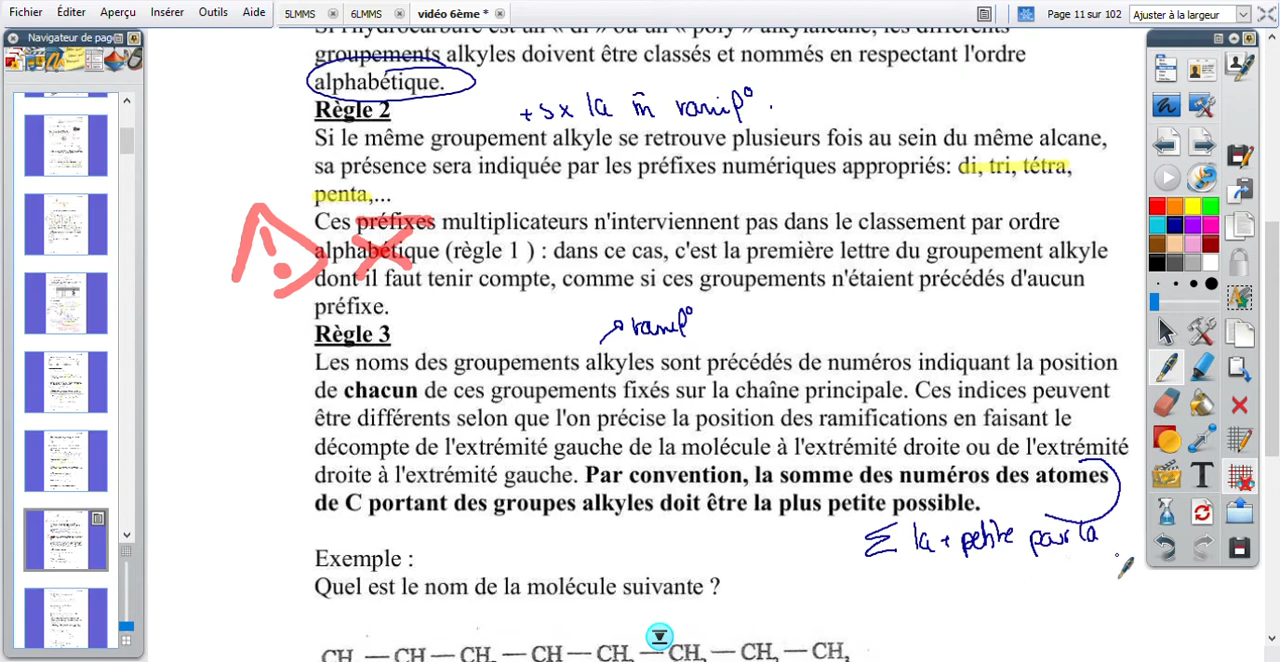 Fichier Éditer Aperçu Insérer Outils Aide 5LMMS 6LMMS vidéo 6ème * Page 11 sur 102 Ajuster à la largeur
Navigateur de page
groupements alkyles doivent être classés et nommés en respectant l'ordre
alphabétique.
Règle 2
+ sx la m̄ ramif°.
Si le même groupement alkyle se retrouve plusieurs fois au sein du même alcane,
sa présence sera indiquée par les préfixes numériques appropriés: di, tri, tétra,
penta,...
Ces préfixes multiplicateurs n'interviennent pas dans le classement par ordre
alphabétique (règle 1 ) : dans ce cas, c'est la première lettre du groupement alkyle
dont il faut tenir compte, comme si ces groupements n'étaient précédés d'aucun
préfixe.
Règle 3
ramif°
Les noms des groupements alkyles sont précédés de numéros indiquant la position
de chacun de ces groupements fixés sur la chaîne principale. Ces indices peuvent
être différents selon que l'on précise la position des ramifications en faisant le
décompte de l'extrémité gauche de la molécule à l'extrémité droite ou de l'extrémité
droite à l'extrémité gauche. Par convention, la somme des numéros des atomes
de C portant des groupes alkyles doit être la plus petite possible.
Σ la + petite pour la
Exemple :
Quel est le nom de la molécule suivante ?